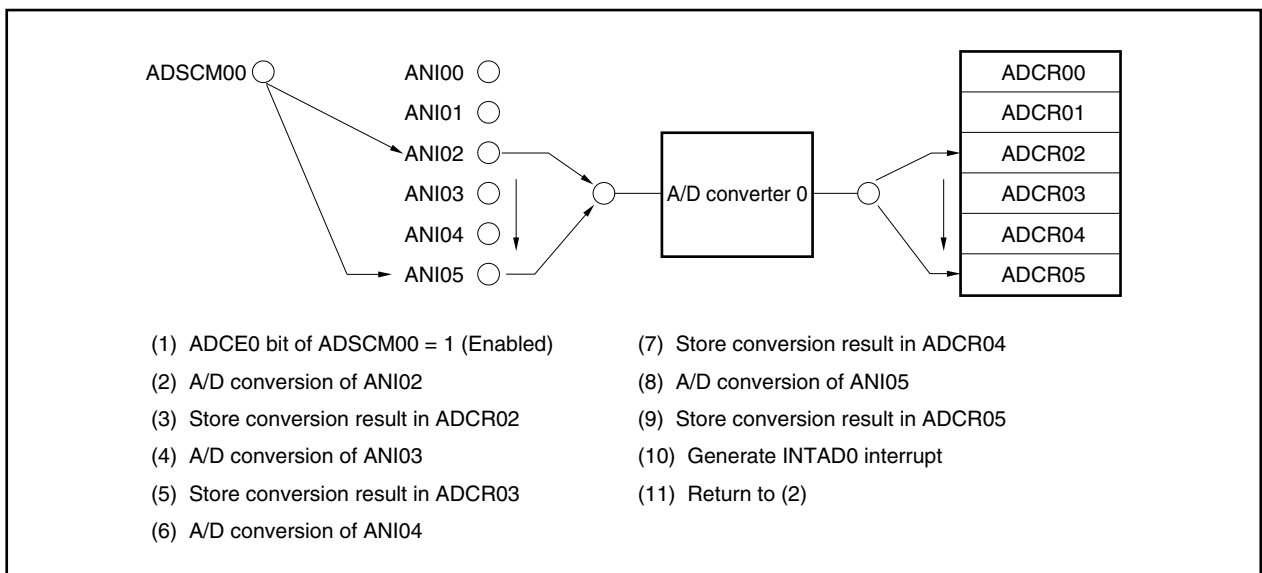 ADSCM00
ANI00
ANI01
ANI02
ANI03
ANI04
ANI05
A/D converter 0
ADCR00
ADCR01
ADCR02
ADCR03
ADCR04
ADCR05
(1) ADCE0 bit of ADSCM00 = 1 (Enabled)
(2) A/D conversion of ANI02
(3) Store conversion result in ADCR02
(4) A/D conversion of ANI03
(5) Store conversion result in ADCR03
(6) A/D conversion of ANI04
(7) Store conversion result in ADCR04
(8) A/D conversion of ANI05
(9) Store conversion result in ADCR05
(10) Generate INTAD0 interrupt
(11) Return to (2)